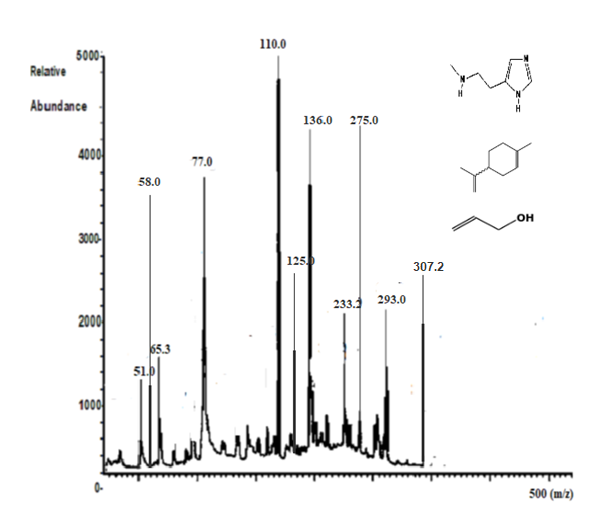 110.0
5000
Relative
Abundance
136.0
275.0
4000
77.0
58.0
3000
125.0
307.2
233.2
293.0
2000
65.3
51.0
1000
0-
500 (m/z)
N
H
N
N
H
OH